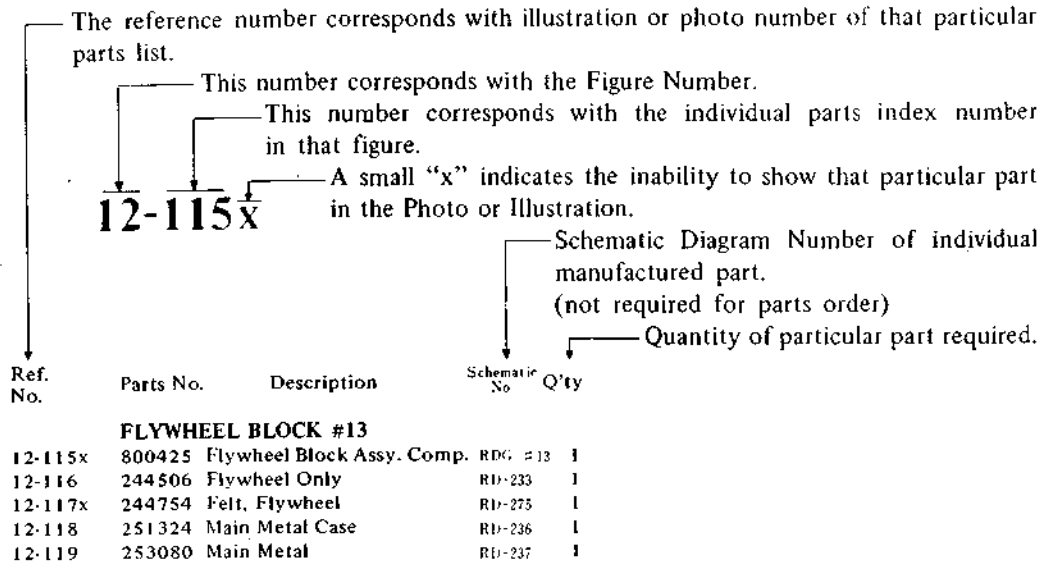 The reference number corresponds with illustration or photo number of that particular
parts list.
This number corresponds with the Figure Number.
This number corresponds with the individual parts index number
in that figure.
A small “x” indicates the inability to show that particular part
in the Photo or Illustration.
12-115x
Schematic Diagram Number of individual
manufactured part.
(not required for parts order)
Quantity of particular part required.
Ref. No. Parts No. Description Schematic No Q'ty
FLYWHEEL BLOCK #13
12-115x 800425 Flywheel Block Assy. Comp. RDG #13 1
12-116 244506 Flywheel Only RD-233 1
12-117x 244754 Felt, Flywheel RD-275 1
12-118 251324 Main Metal Case RD-236 1
12-119 253080 Main Metal RD-237 1